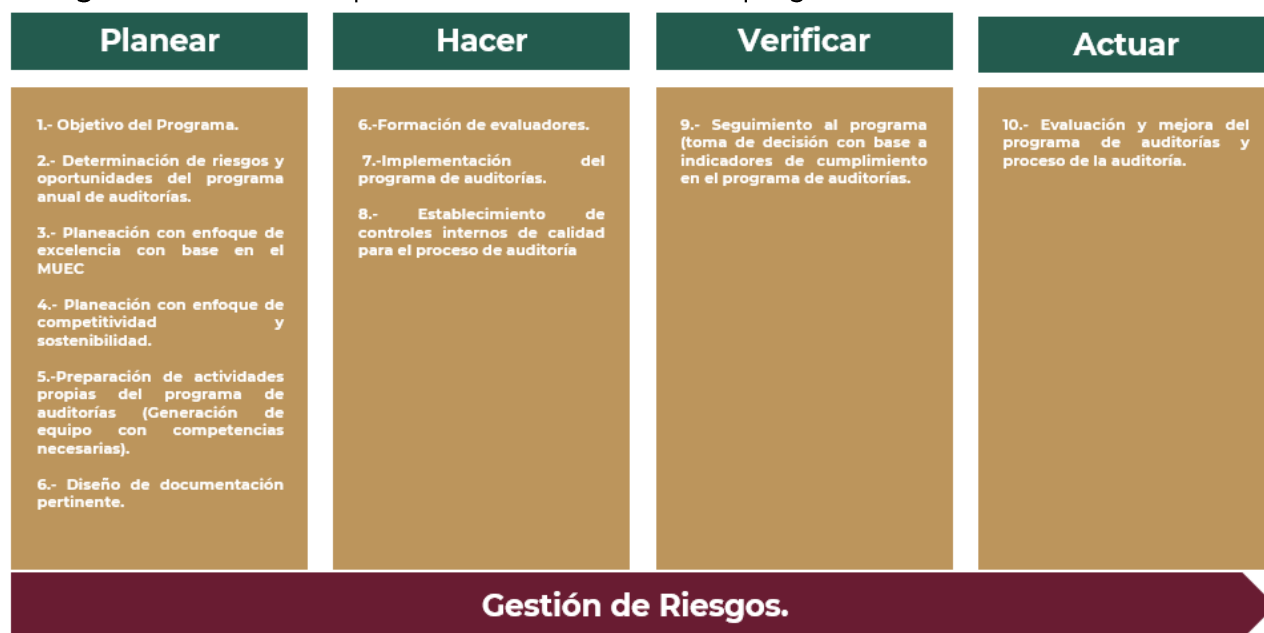 Planear
1.- Objetivo del Programa.
2.- Determinación de riesgos y
oportunidades del programa
anual de auditorías.
3.- Planeación con enfoque de
excelencia con base en el
MUEC
4.- Planeación con enfoque de
competitividad y
sostenibilidad.
5.-Preparación de actividades
propias del programa de
auditorías (Generación de
equipo con competencias
necesarias).
6.- Diseño de documentación
pertinente.
Hacer
6.-Formación de evaluadores.
7.-Implementación del
programa de auditorías.
8.- Establecimiento de
controles internos de calidad
para el proceso de auditoría
Verificar
9.- Seguimiento al programa
(toma de decisión con base a
indicadores de cumplimiento
en el programa de auditorías.
Actuar
10.- Evaluación y mejora del
programa de auditorías y
proceso de la auditoría.
Gestión de Riesgos.